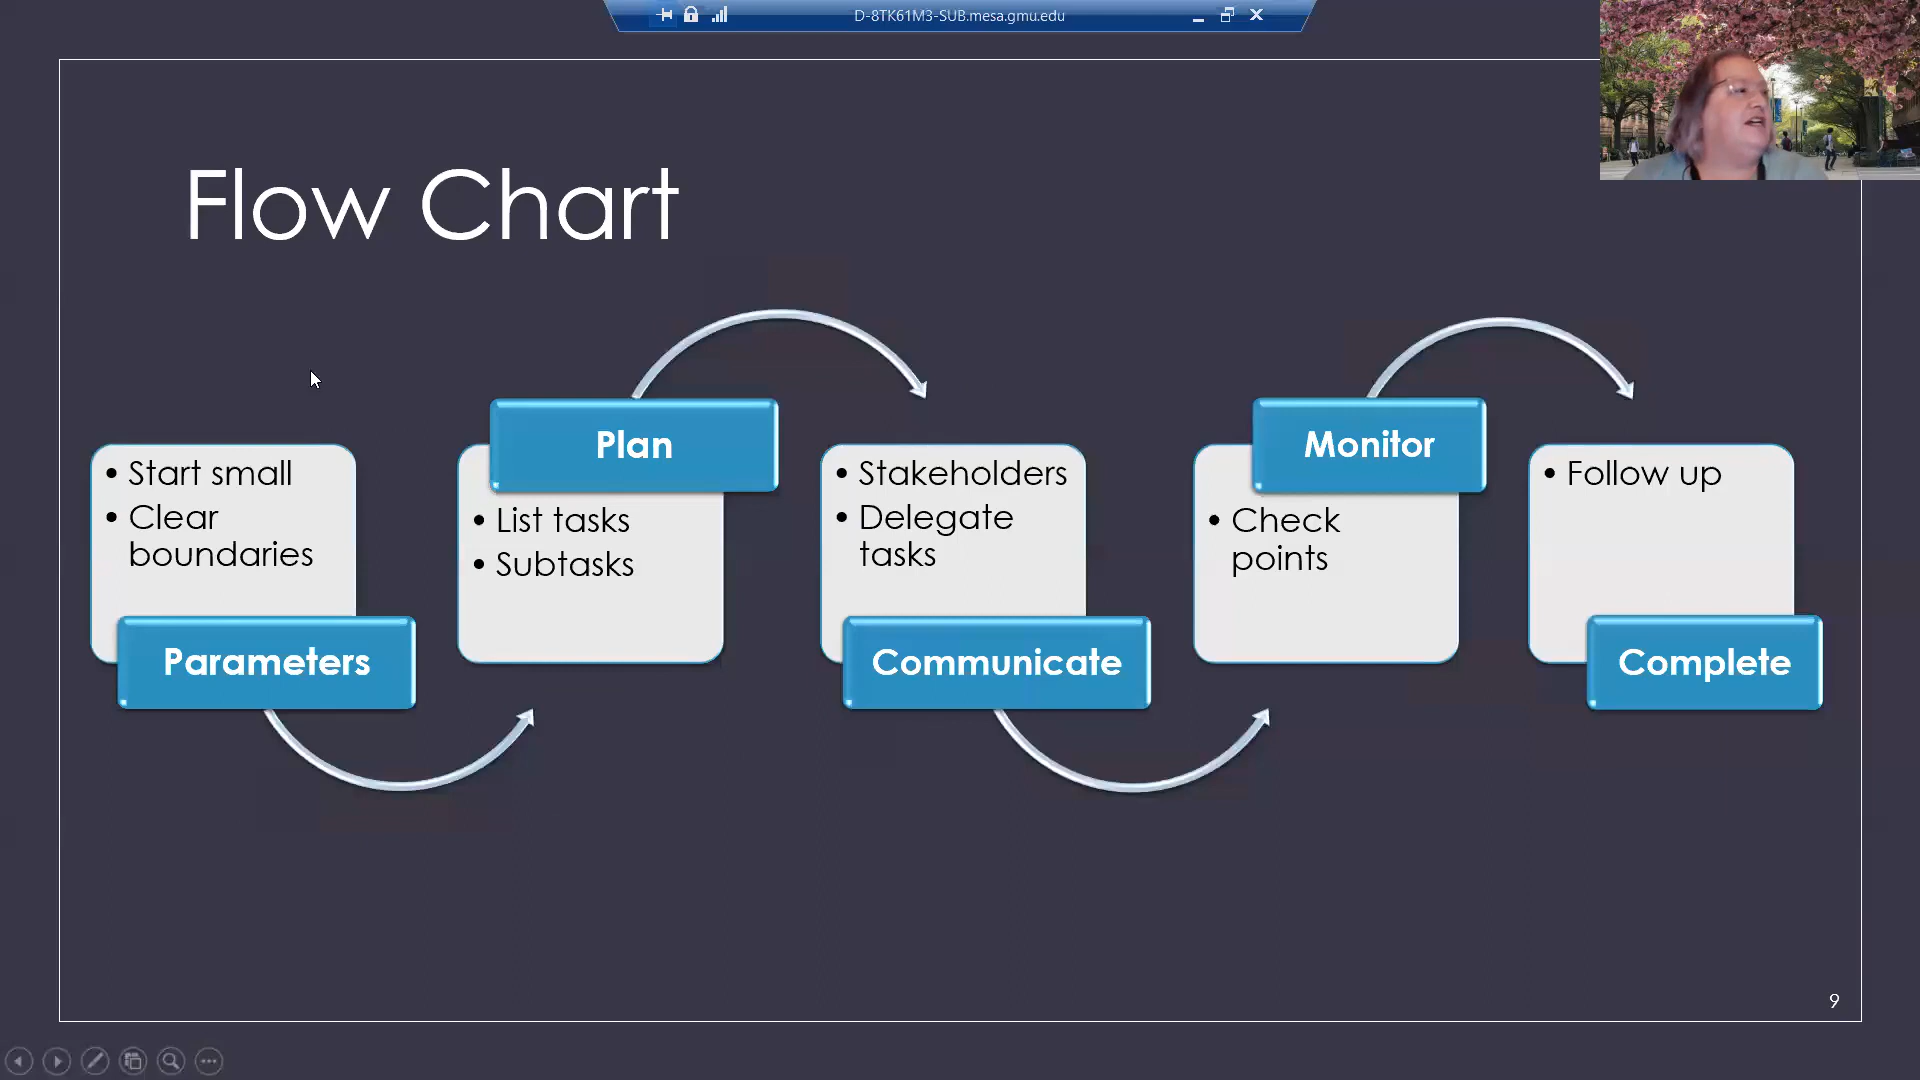 D-8TK61M3-SUB.mesa.gmu.edu
Flow Chart
• Start small
• Clear
boundaries
Parameters
Plan
• List tasks
• Subtasks
• Stakeholders
• Delegate
tasks
Communicate
Monitor
• Check
points
• Follow up
Complete
9